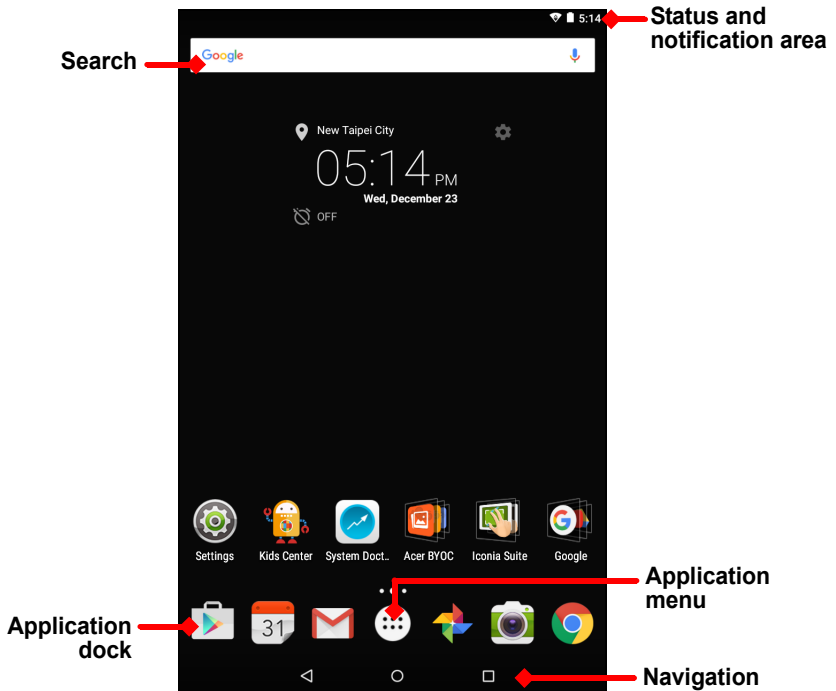 5:14
Status and
notification area
Search
Google
New Taipei City
05:14 PM
Wed, December 23
OFF
Settings
Kids Center
System Doct..
Acer BYOC
Iconia Suite
Google
G
Application
menu
31
Application
dock
Navigation